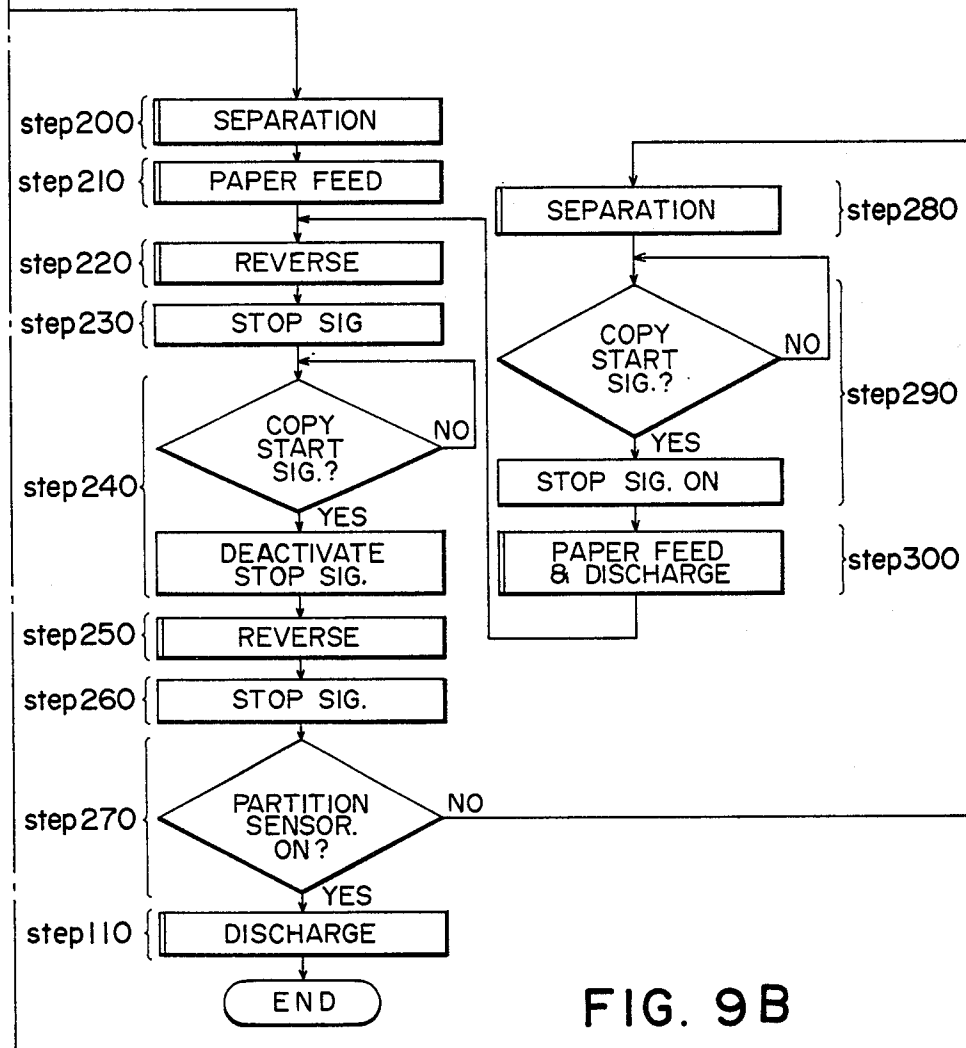 step200
SEPARATION
step210
PAPER FEED
step220
REVERSE
step230
STOP SIG
step240
COPY
START
SIG.?
NO
YES
DEACTIVATE
STOP SIG.
step250
REVERSE
step260
STOP SIG.
step270
PARTITION
SENSOR.
ON?
NO
YES
step110
DISCHARGE
END
SEPARATION
step280
COPY
START
SIG.?
NO
step290
YES
STOP SIG. ON
PAPER FEED
& DISCHARGE
step300
FIG. 9B